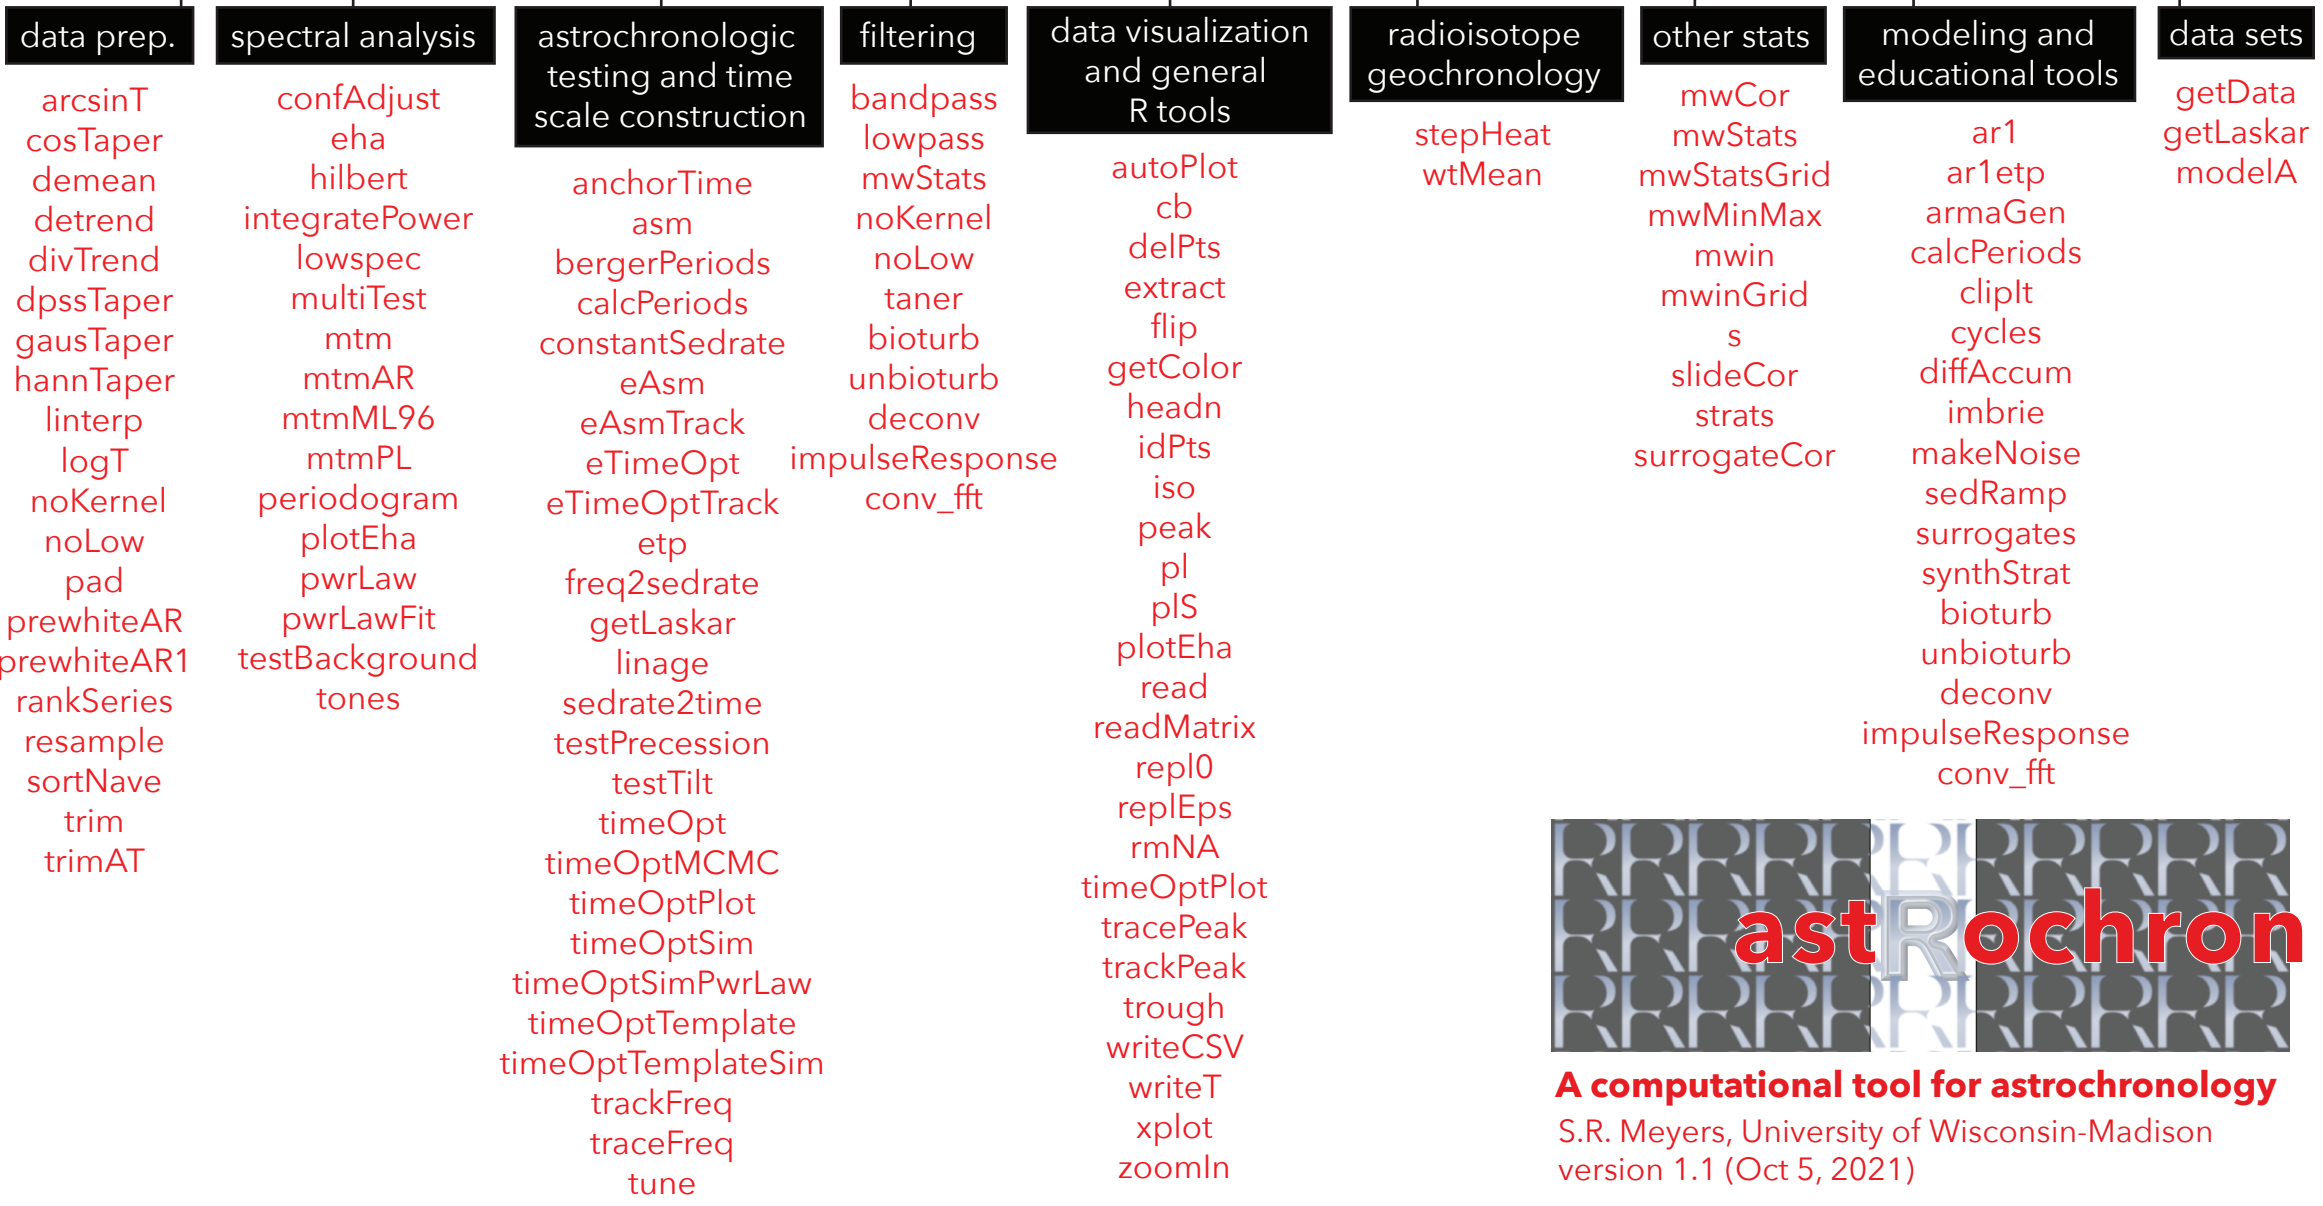 data prep.
arcsinT
cosTaper
demean
detrend
divTrend
dpssTaper
gausTaper
hannTaper
linterp
logT
noKernel
noLow
pad
prewhiteAR
prewhiteAR1
rankSeries
resample
sortNave
trim
trimAT
spectral analysis
confAdjust
eha
hilbert
integratePower
lowspec
multiTest
mtm
mtmAR
mtmML96
mtmPL
periodogram
plotEha
pwrLaw
pwrLawFit
testBackground
tones
astrochronologic
testing and time
scale construction
anchorTime
asm
bergerPeriods
calcPeriods
constantSedrate
eAsm
eAsmTrack
eTimeOpt
eTimeOptTrack
etp
freq2sedrate
getLaskar
linage
sedrate2time
testPrecession
testTilt
timeOpt
timeOptMCMC
timeOptPlot
timeOptSim
timeOptSimPwrLaw
timeOptTemplate
timeOptTemplateSim
trackFreq
traceFreq
tune
filtering
bandpass
lowpass
mwStats
noKernel
noLow
taner
bioturb
unbioturb
deconv
impulseResponse
conv_fft
data visualization
and general
R tools
autoPlot
cb
delPts
extract
flip
getColor
headn
idPts
iso
peak
pl
plS
plotEha
read
readMatrix
repl0
replEps
rmNA
timeOptPlot
tracePeak
trackPeak
trough
writeCSV
writeT
xplot
zoomIn
radioisotope
geochronology
stepHeat
wtMean
other stats
mwCor
mwStats
mwStatsGrid
mwMinMax
mwin
mwinGrid
s
slideCor
strats
surrogateCor
modeling and
educational tools
ar1
ar1etp
armaGen
calcPeriods
clipIt
cycles
diffAccum
imbrie
makeNoise
sedRamp
surrogates
synthStrat
bioturb
unbioturb
deconv
impulseResponse
conv_fft
data sets
getData
getLaskar
modelA
astRochron
A computational tool for astrochronology
S.R. Meyers, University of Wisconsin-Madison
version 1.1 (Oct 5, 2021)